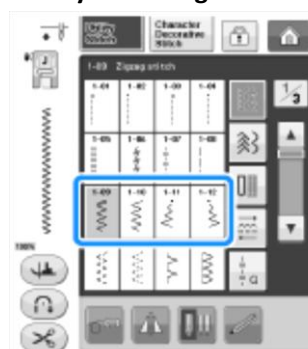 Utility Stitch
Character
Decorative
Stitch
1-09 Zigzag stitch
1/3
1-01 1-02 1-03 1-04
1-05 1-06 1-07 1-08
1-09 1-10 1-11 1-12
100%
a